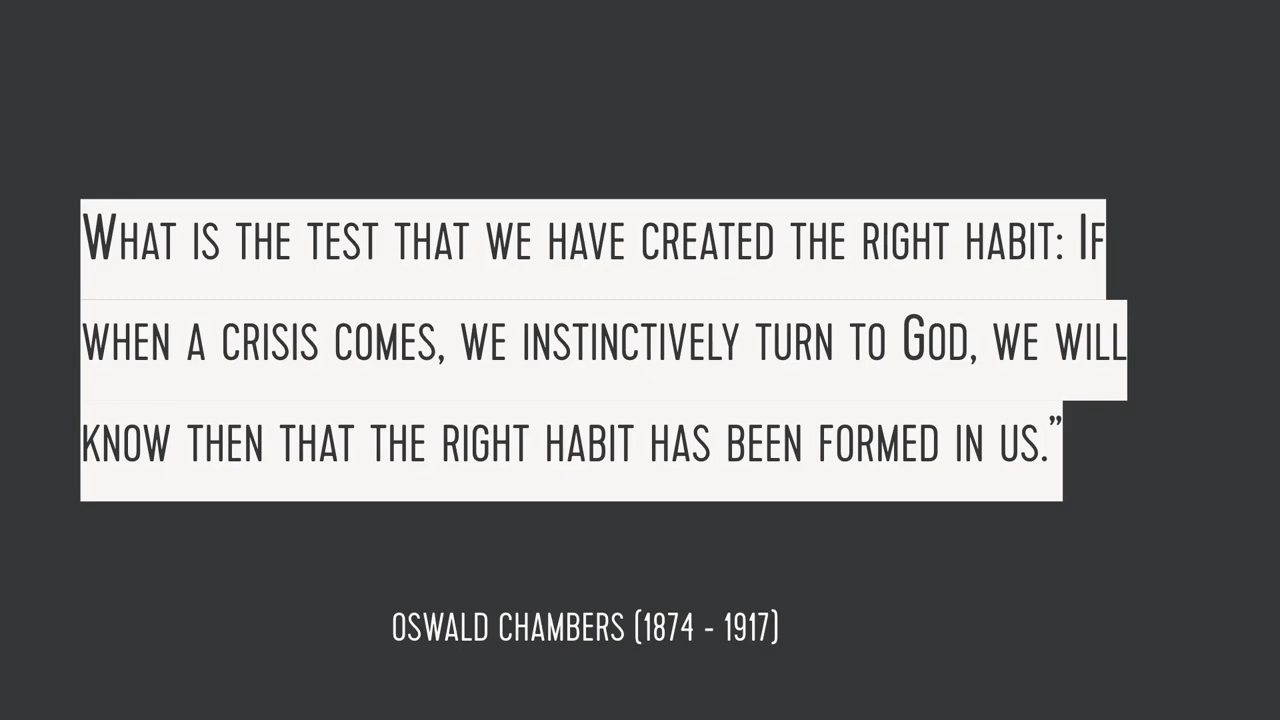 What is the test that we have created the right habit: If
when a crisis comes, we instinctively turn to God, we will
know then that the right habit has been formed in us.”
OSWALD CHAMBERS (1874 - 1917)